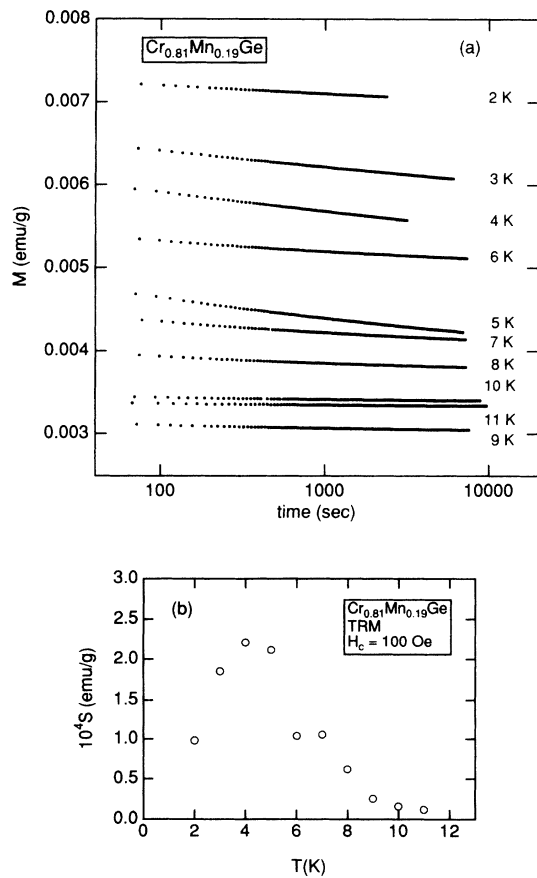 0.008
Cr₀.₈₁Mn₀.₁₉Ge
(a)
2 K
0.007
3 K
0.006
4 K
6 K
M (emu/g)
0.005
5 K
7 K
0.004
8 K
10 K
11 K
0.003
9 K
100 1000 10000
time (sec)
3.0
(b)
Cr₀.₈₁Mn₀.₁₉Ge
TRM
H꜀ = 100 Oe
2.5
2.0
10⁴S (emu/g)
1.5
1.0
0.5
0.0
0 2 4 6 8 10 12
T(K)